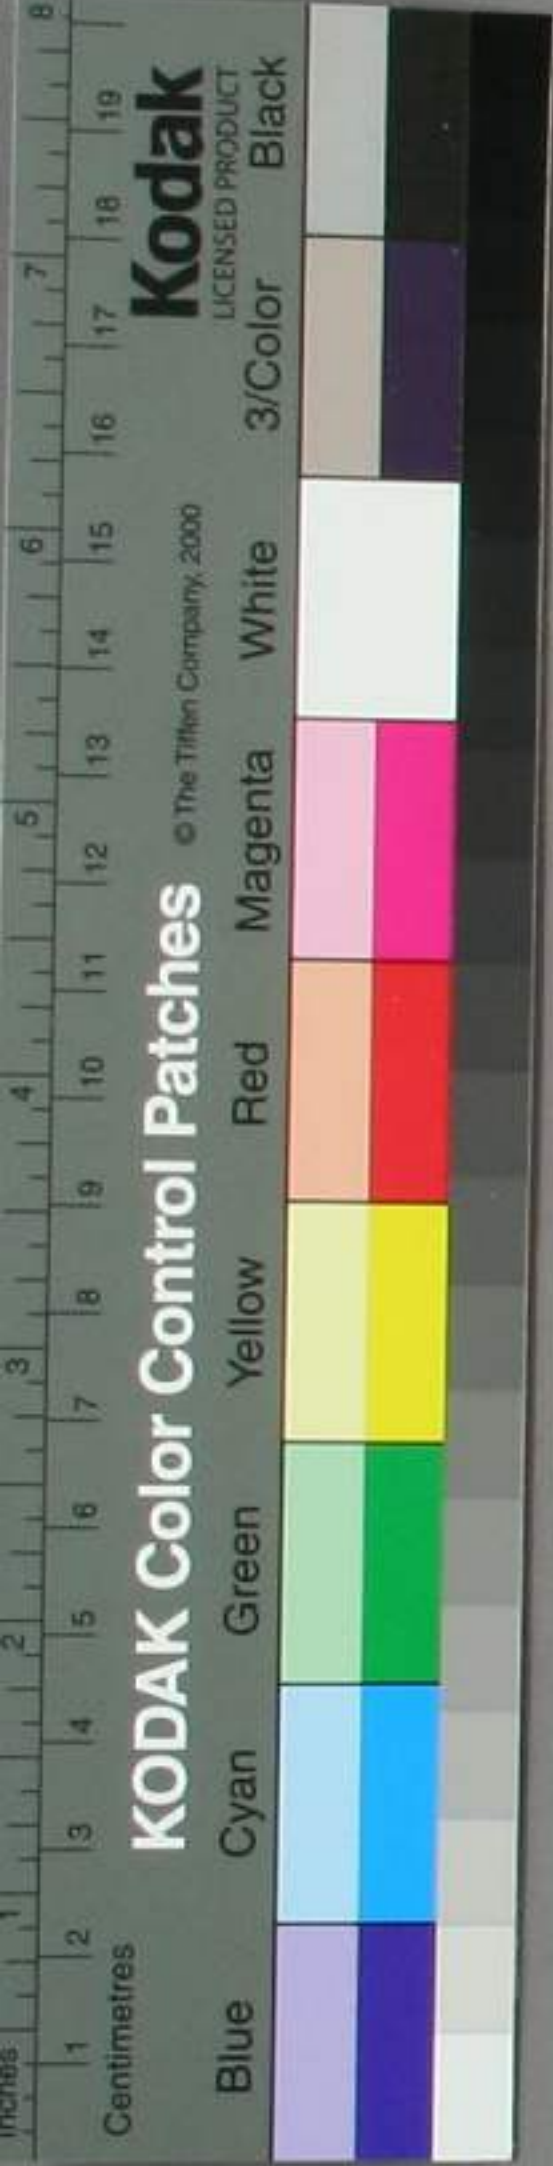 Inches 1 2 3 4 5 6 7 8
Centimetres 1 2 3 4 5 6 7 8 9 10 11 12 13 14 15 16 17 18 19
KODAK Color Control Patches © The Tiffen Company, 2000 Kodak
LICENSED PRODUCT
Blue Cyan Green Yellow Red Magenta White 3/Color Black